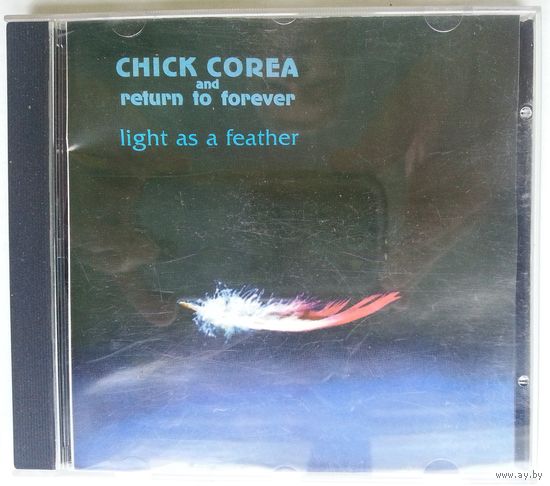 CHICK COREA
and
return to forever
light as a feather
www.ay.by